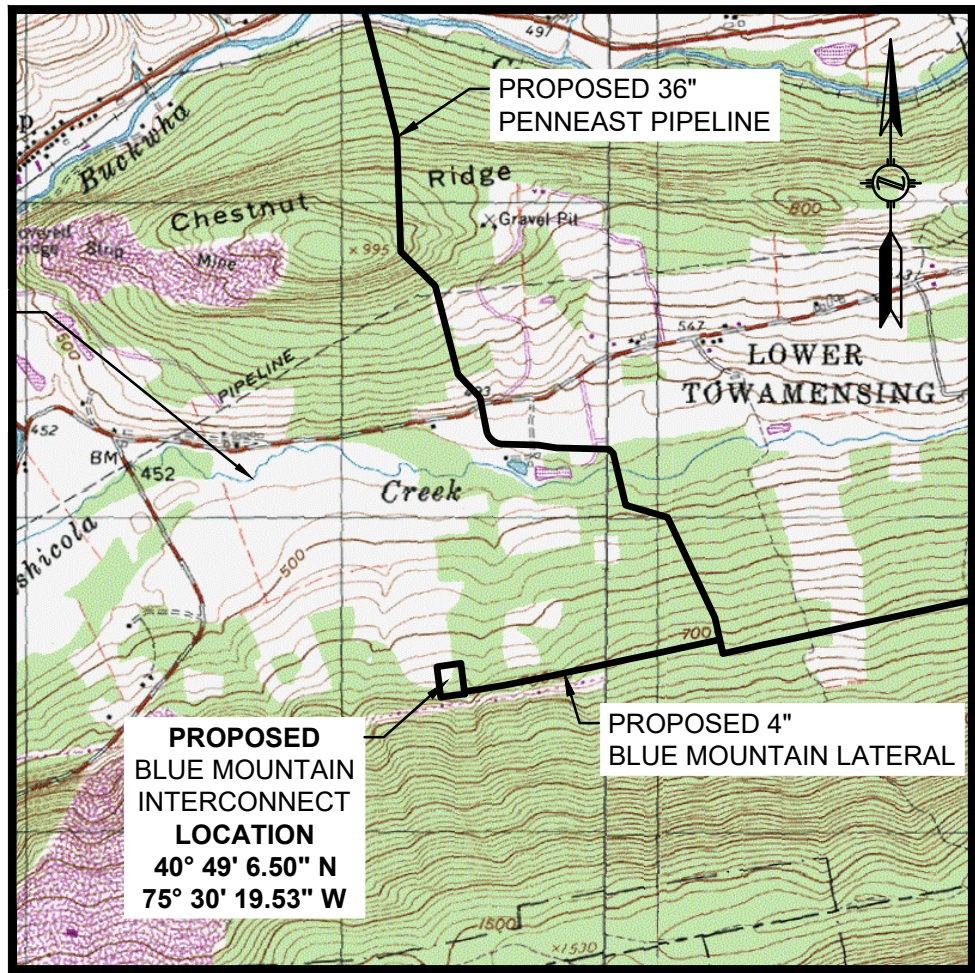 497
PROPOSED 36"
PENNEAST PIPELINE
Buckwha
Chestnut Ridge
Gravel Pit
800
Strip Mine
×995
500
PIPELINE
547
LOWER
TOWAMENSING
452
BM
452
Creek
500
700
PROPOSED
BLUE MOUNTAIN
INTERCONNECT
LOCATION
40° 49' 6.50" N
75° 30' 19.53" W
PROPOSED 4"
BLUE MOUNTAIN LATERAL
1500
×1530